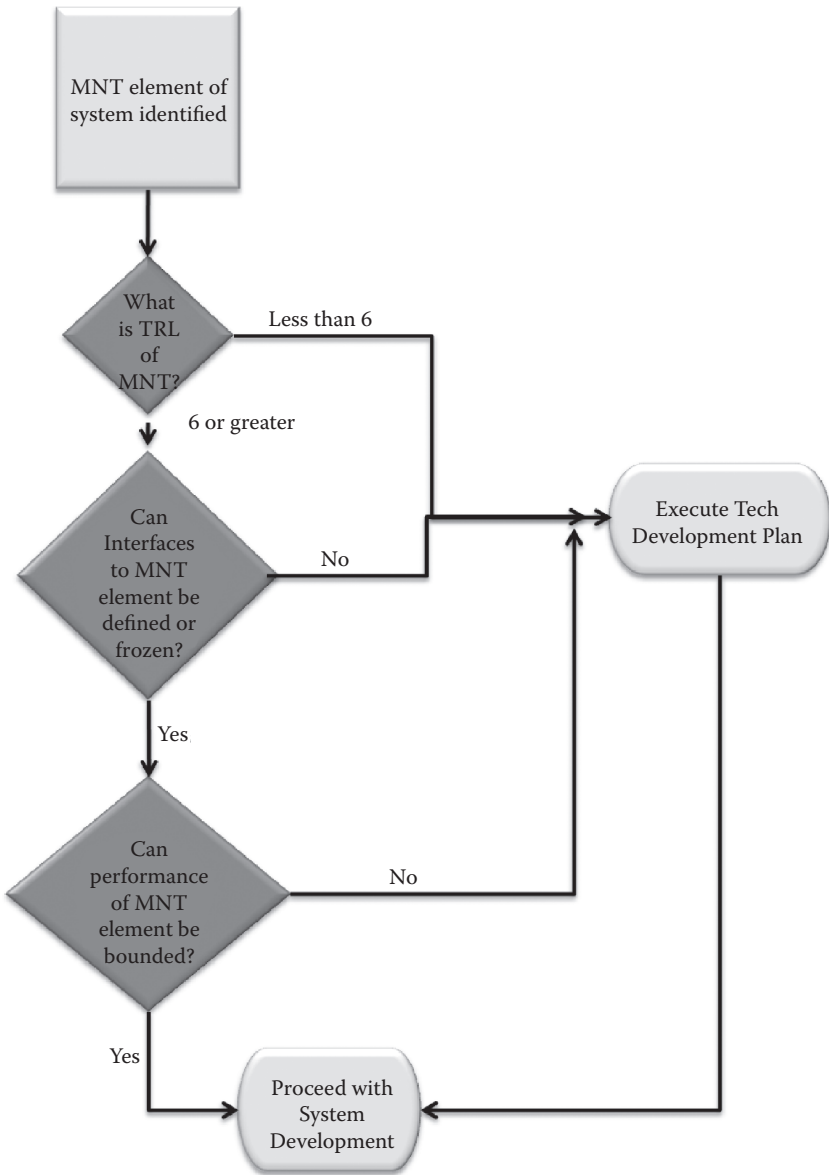 MNT element of
system identified
What
is TRL
of
MNT?
Less than 6
6 or greater
Can
Interfaces
to MNT
element be
defined or
frozen?
No
Execute Tech
Development Plan
Yes
Can
performance
of MNT
element be
bounded?
No
Yes
Proceed with
System
Development